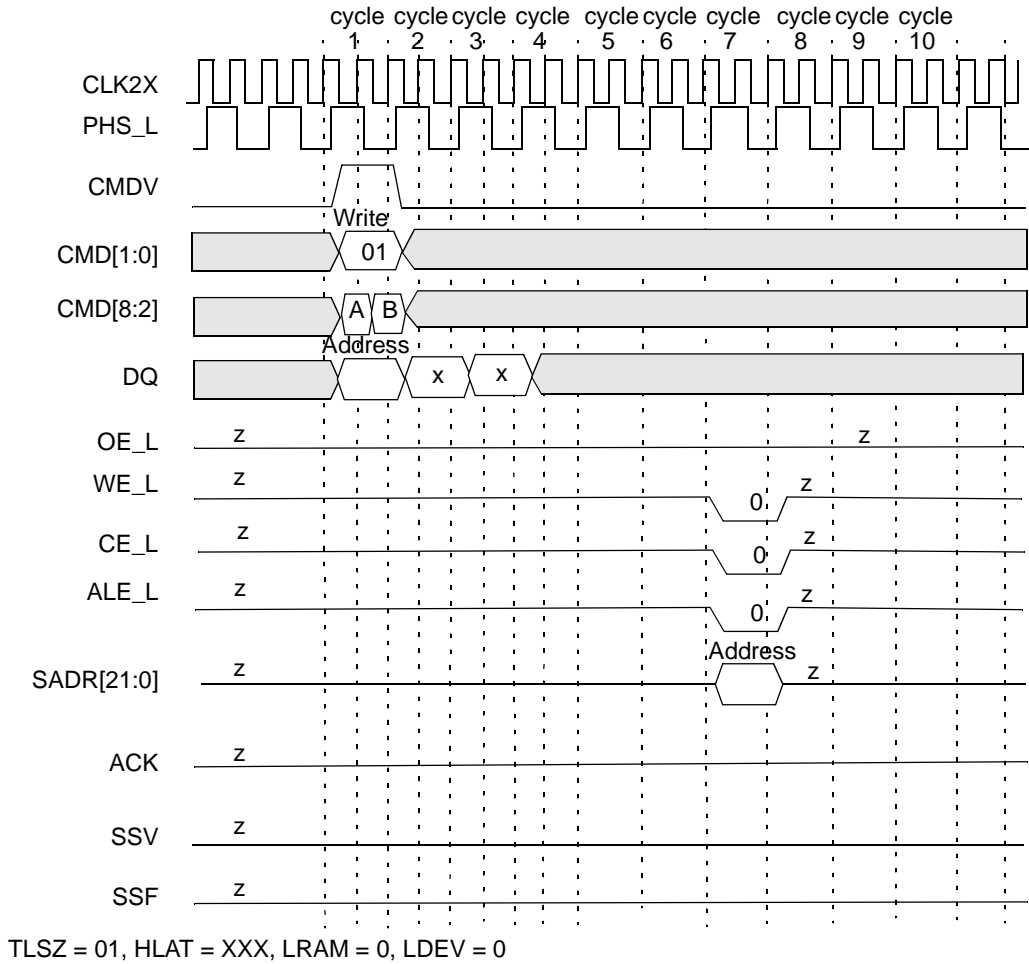 cycle cycle cycle cycle cycle cycle cycle cycle cycle cycle
1 2 3 4 5 6 7 8 9 10
CLK2X
PHS_L
CMDV
Write
CMD[1:0] 01
CMD[8:2] A B
Address
DQ x x
OE_L z z
WE_L z 0 z
CE_L z 0 z
ALE_L z 0 z
Address
SADR[21:0] z z
ACK z
SSV z
SSF z
TLSZ = 01, HLAT = XXX, LRAM = 0, LDEV = 0